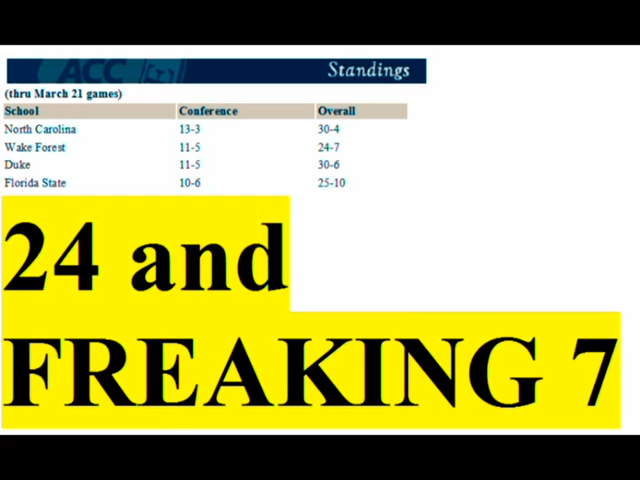 ACC Standings
(thru March 21 games)
School Conference Overall
North Carolina 13-3 30-4
Wake Forest 11-5 24-7
Duke 11-5 30-6
Florida State 10-6 25-10
24 and
FREAKING 7